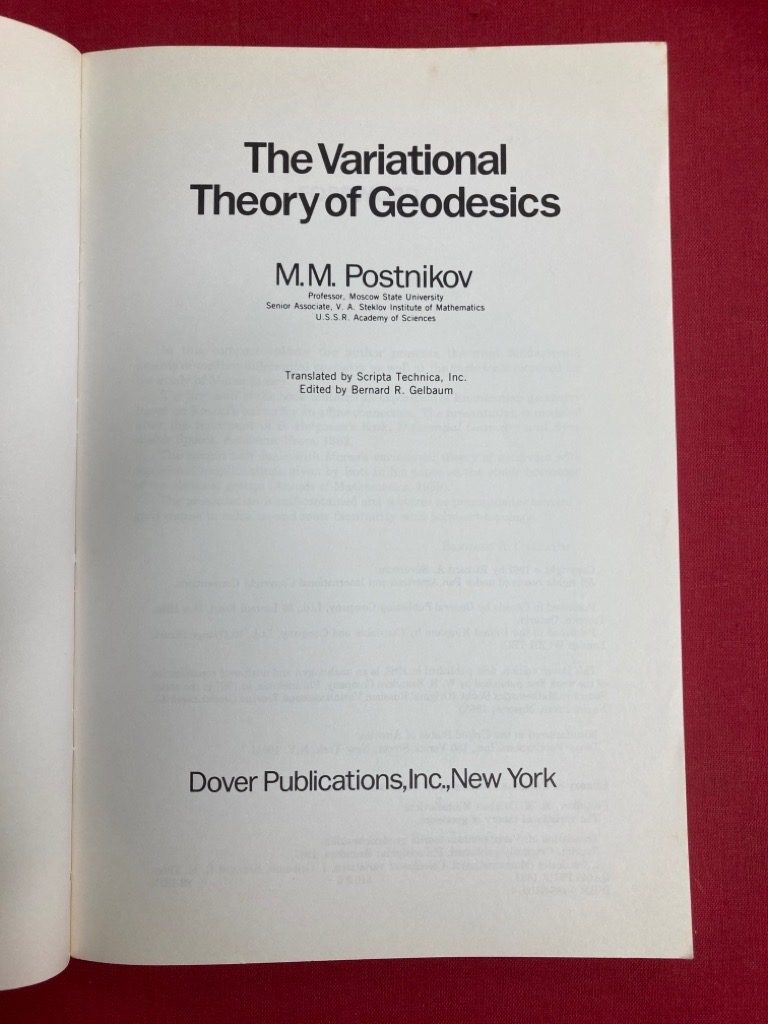 The Variational
Theory of Geodesics
M.M. Postnikov
Professor, Moscow State University
Senior Associate, V. A. Steklov Institute of Mathematics
U.S.S.R. Academy of Sciences
Translated by Scripta Technica, Inc.
Edited by Bernard R. Gelbaum
Dover Publications,Inc.,New York